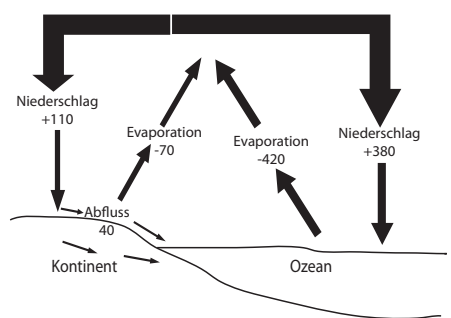 Niederschlag
+110
Evaporation
-70
Evaporation
-420
Niederschlag
+380
Abfluss
40
Kontinent
Ozean